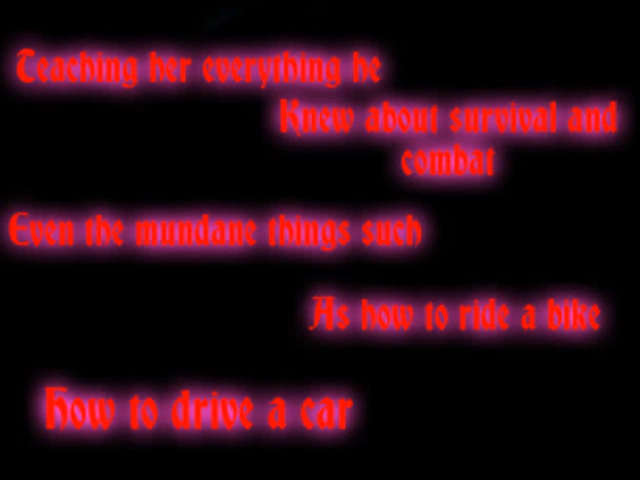 Teaching her everything he
Knew about survival and
combat
Even the mundane things such
As how to ride a bike
How to drive a car